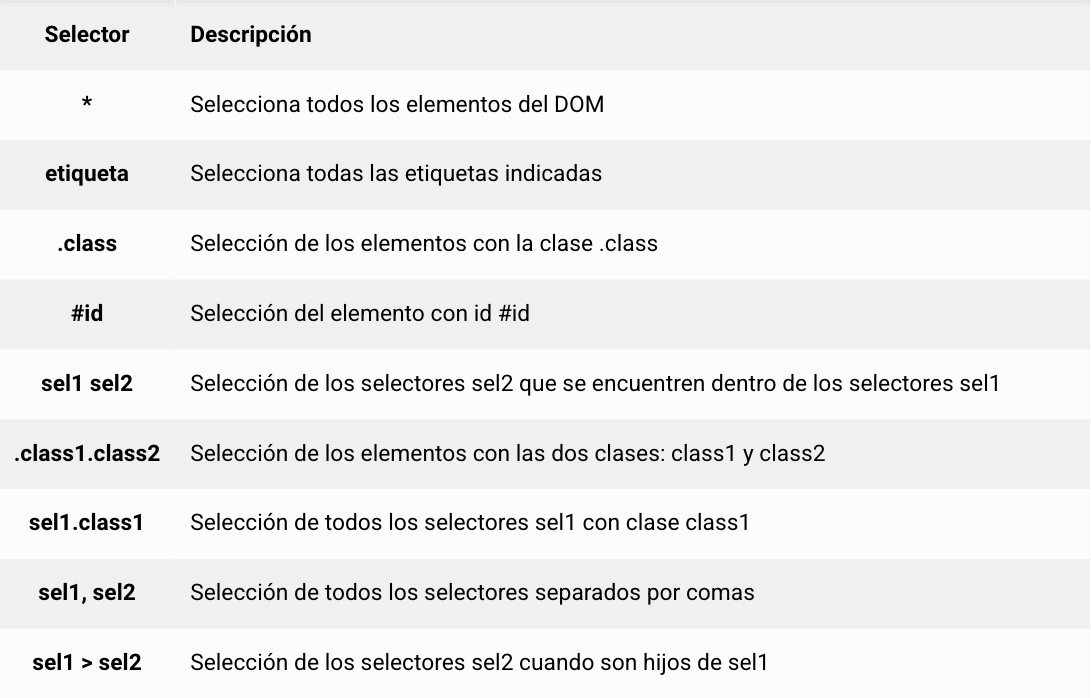 Selector Descripción
* Selecciona todos los elementos del DOM
etiqueta Selecciona todas las etiquetas indicadas
.class Selección de los elementos con la clase .class
#id Selección del elemento con id #id
sel1 sel2 Selección de los selectores sel2 que se encuentren dentro de los selectores sel1
.class1.class2 Selección de los elementos con las dos clases: class1 y class2
sel1.class1 Selección de todos los selectores sel1 con clase class1
sel1, sel2 Selección de todos los selectores separados por comas
sel1 > sel2 Selección de los selectores sel2 cuando son hijos de sel1